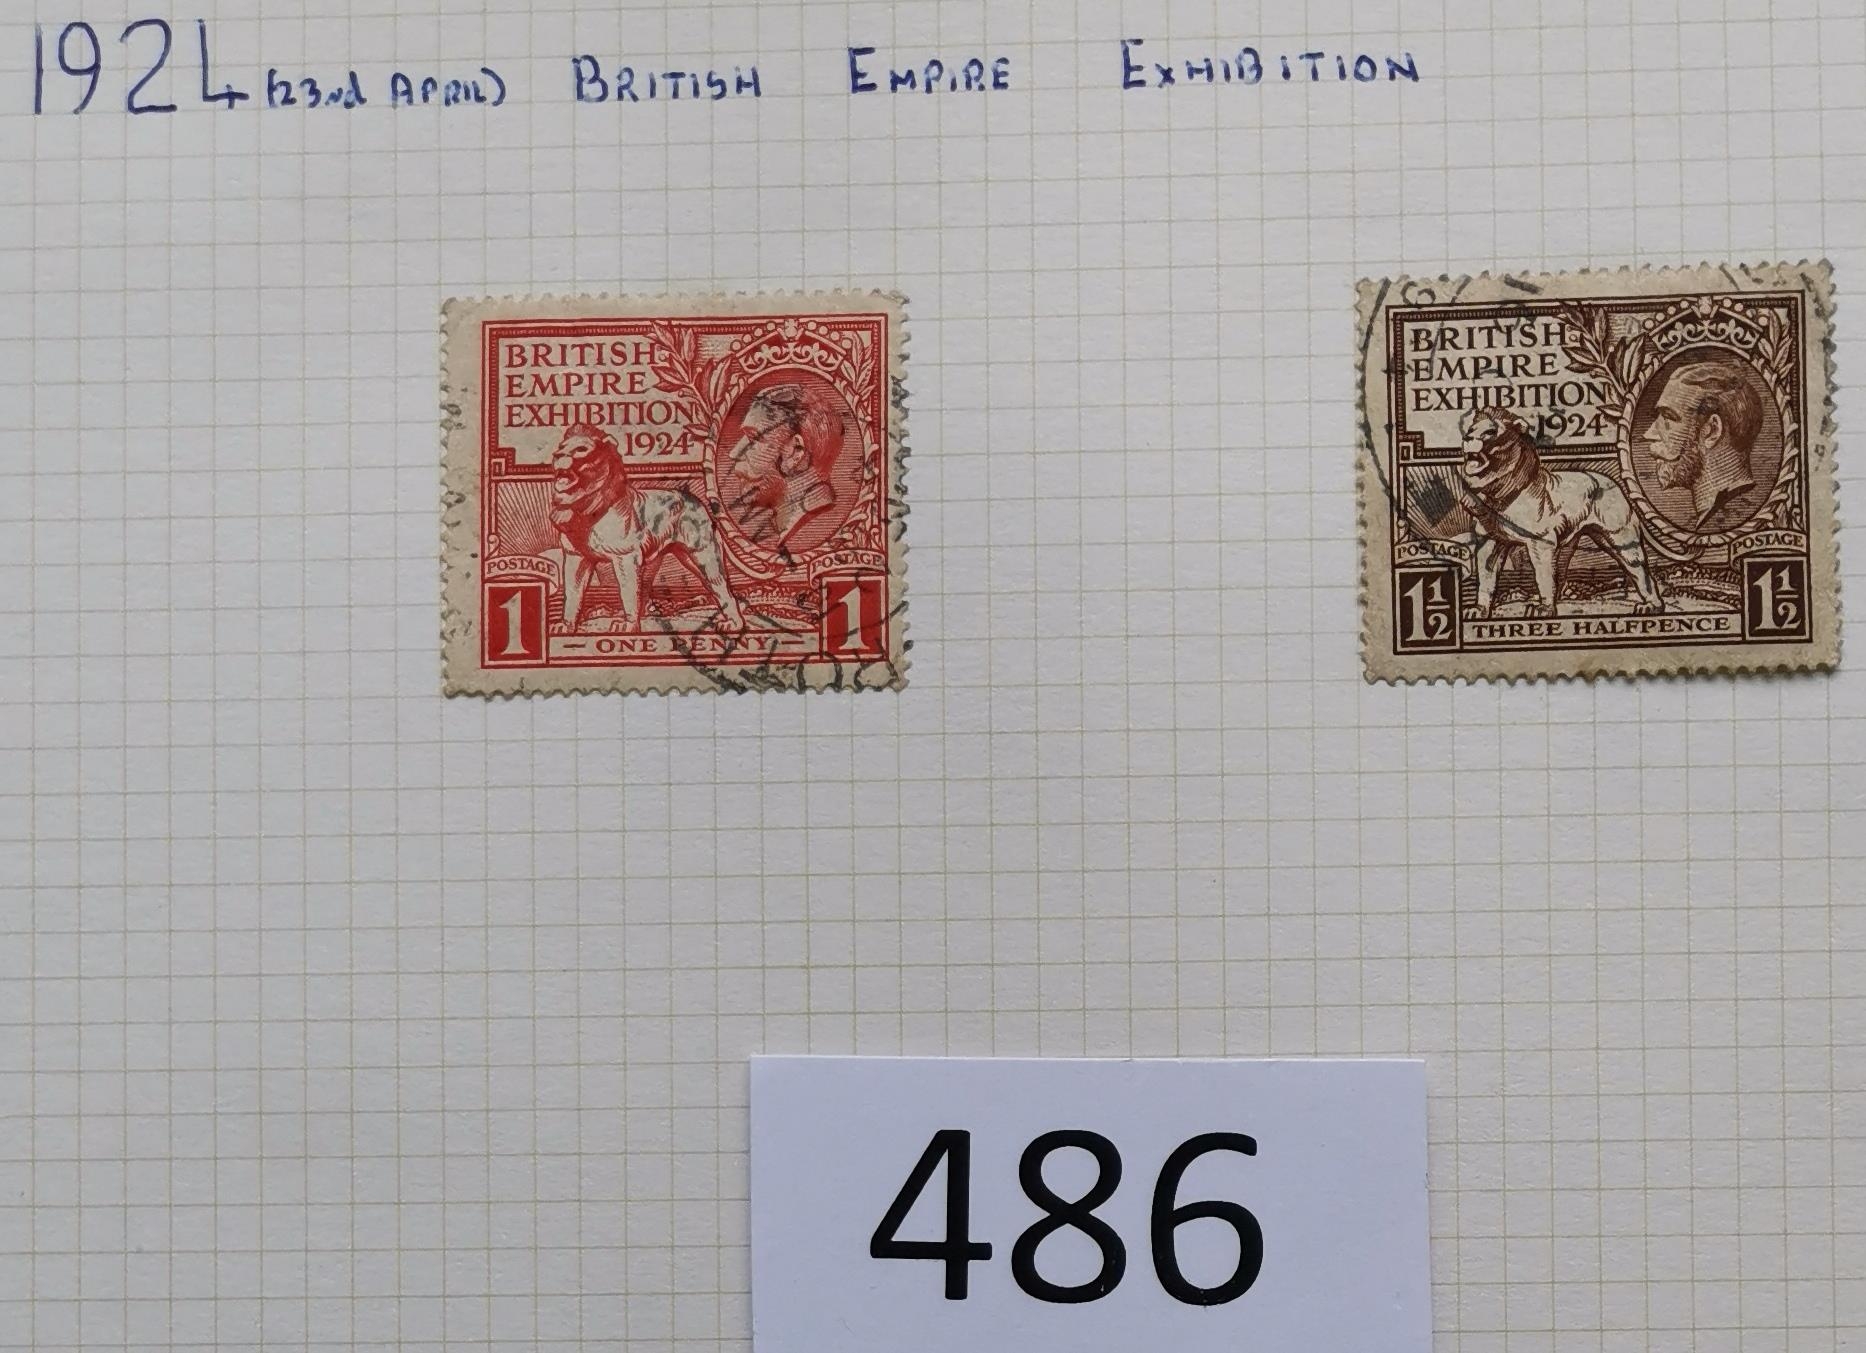 1924 (23rd APRIL) BRITISH EMPIRE EXHIBITION
BRITISH
EMPIRE
EXHIBITION
1924
POSTAGE POSTAGE
1 — ONE PENNY — 1
BRITISH
EMPIRE
EXHIBITION
1924
POSTAGE POSTAGE
1½ THREE HALFPENCE 1½
486